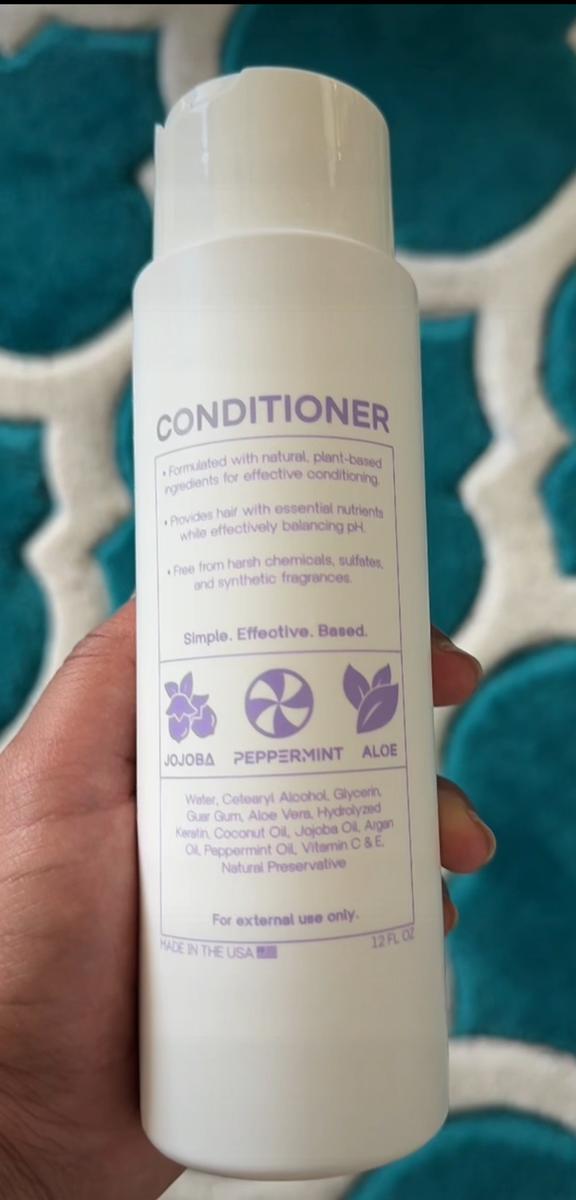 CONDITIONER
• Formulated with natural, plant-based
ingredients for effective conditioning.
• Provides hair with essential nutrients
while effectively balancing pH.
• Free from harsh chemicals, sulfates,
and synthetic fragrances.
Simple. Effective. Based.
JOJOBA PEPPERMINT ALOE
Water, Cetearyl Alcohol, Glycerin,
Guar Gum, Aloe Vera, Hydrolyzed
Keratin, Coconut Oil, Jojoba Oil, Argan
Oil, Peppermint Oil, Vitamin C & E,
Natural Preservative
For external use only.
MADE IN THE USA 12 FL OZ